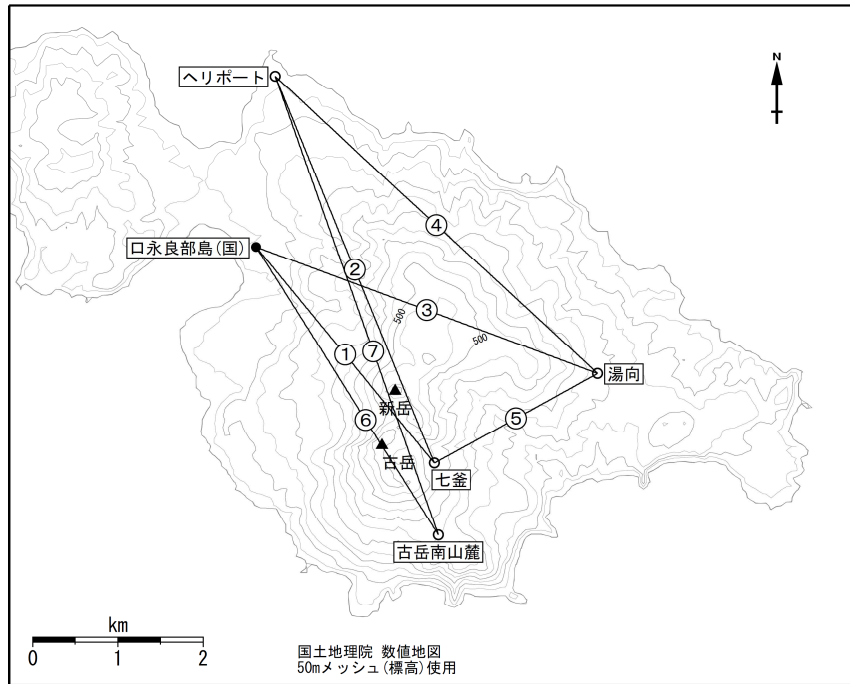 N
ヘリポート
④
口永良部島(国)
②
③
500
500
①
⑦
湯向
新岳
⑥
⑤
古岳
七釜
古岳南山麓
km
0 1 2
国土地理院 数値地図
50mメッシュ(標高)使用